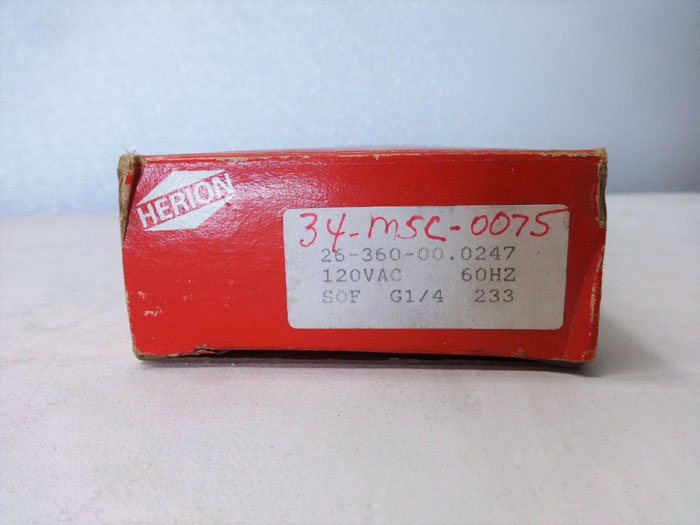 HERION
34-MSC-0075
26-360-00.0247
120VAC 60HZ
SOF G1/4 233